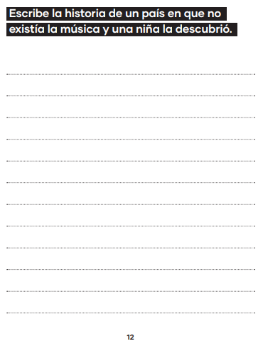 Escribe la historia de un país en que no
existía la música y una niña la descubrió.
12